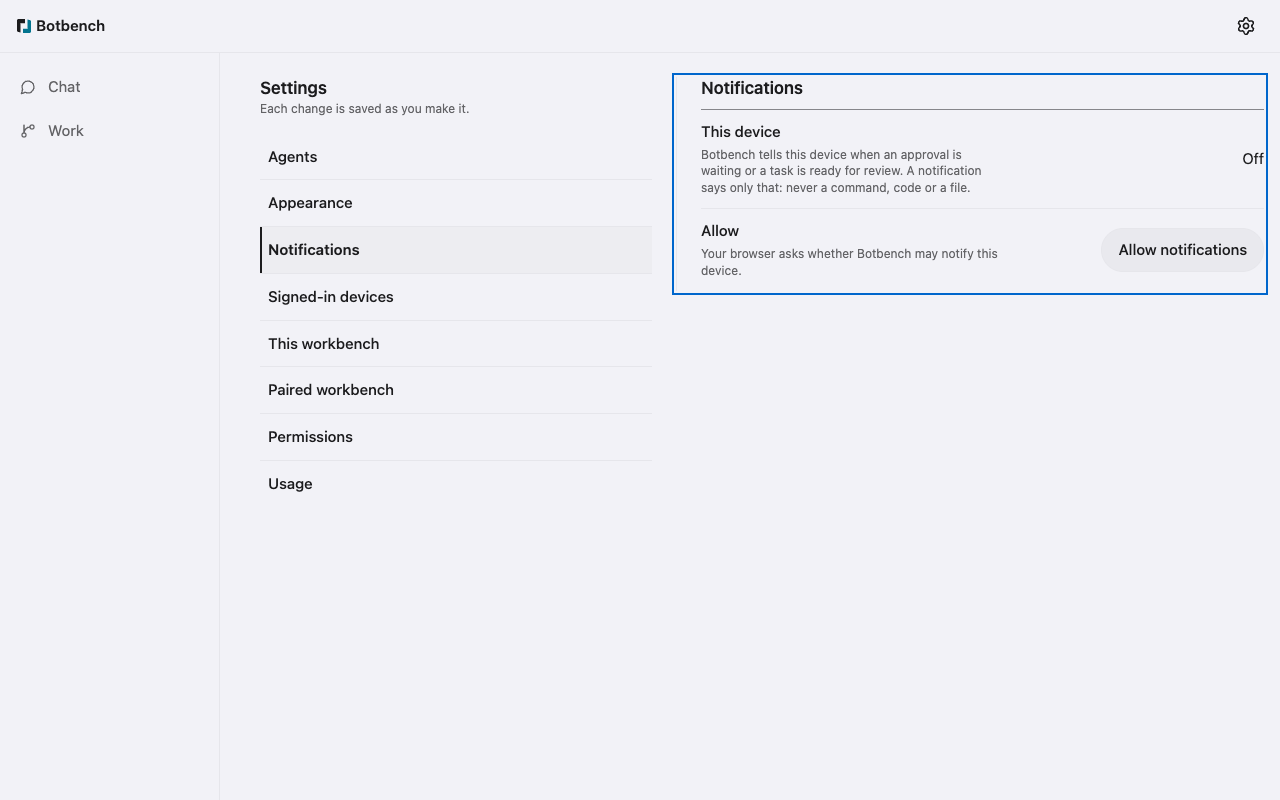 Botbench
Chat
Work
Settings
Each change is saved as you make it.
Agents
Appearance
Notifications
Signed-in devices
This workbench
Paired workbench
Permissions
Usage
Notifications
This device
Botbench tells this device when an approval is
waiting or a task is ready for review. A notification
says only that: never a command, code or a file.
Off
Allow
Your browser asks whether Botbench may notify this
device.
Allow notifications